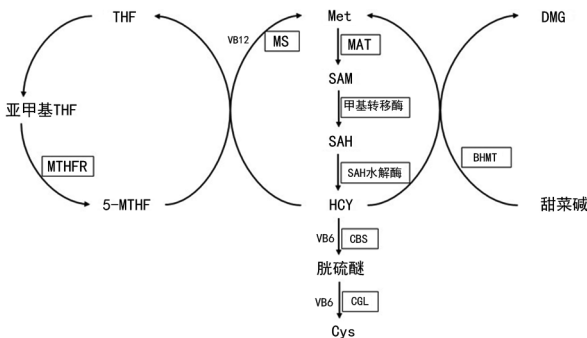 THF
VB12
MS
Met
DMG
MAT
SAM
亚甲基THF
甲基转移酶
SAH
MTHFR
SAH水解酶
BHMT
5-MTHF
HCY
甜菜碱
VB6
CBS
胱硫醚
VB6
CGL
Cys